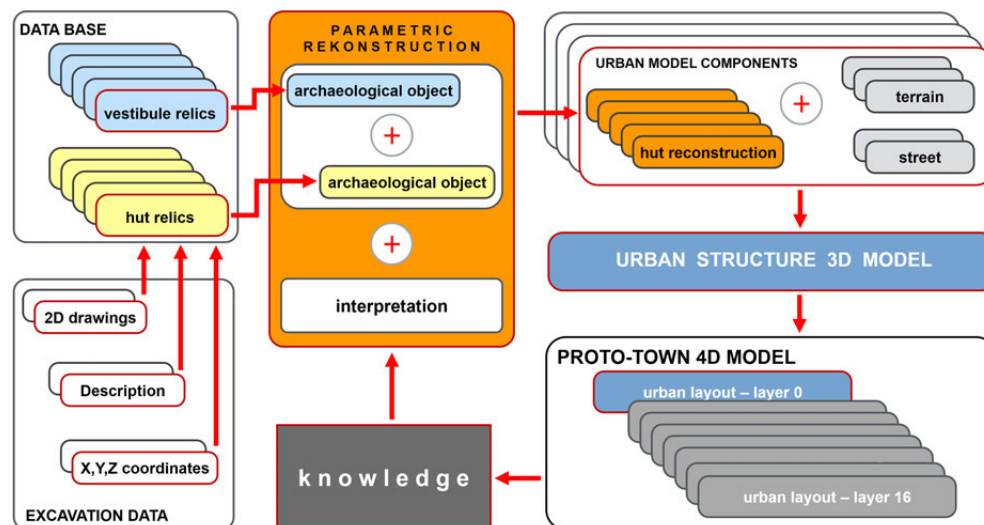 DATA BASE
vestibule relics
hut relics
2D drawings
Description
X,Y,Z coordinates
EXCAVATION DATA
PARAMETRIC
REKONSTRUCTION
archaeological object
+
archaeological object
+
interpretation
knowledge
URBAN MODEL COMPONENTS
hut reconstruction
+
terrain
street
URBAN STRUCTURE 3D MODEL
PROTO-TOWN 4D MODEL
urban layout – layer 0
urban layout – layer 16